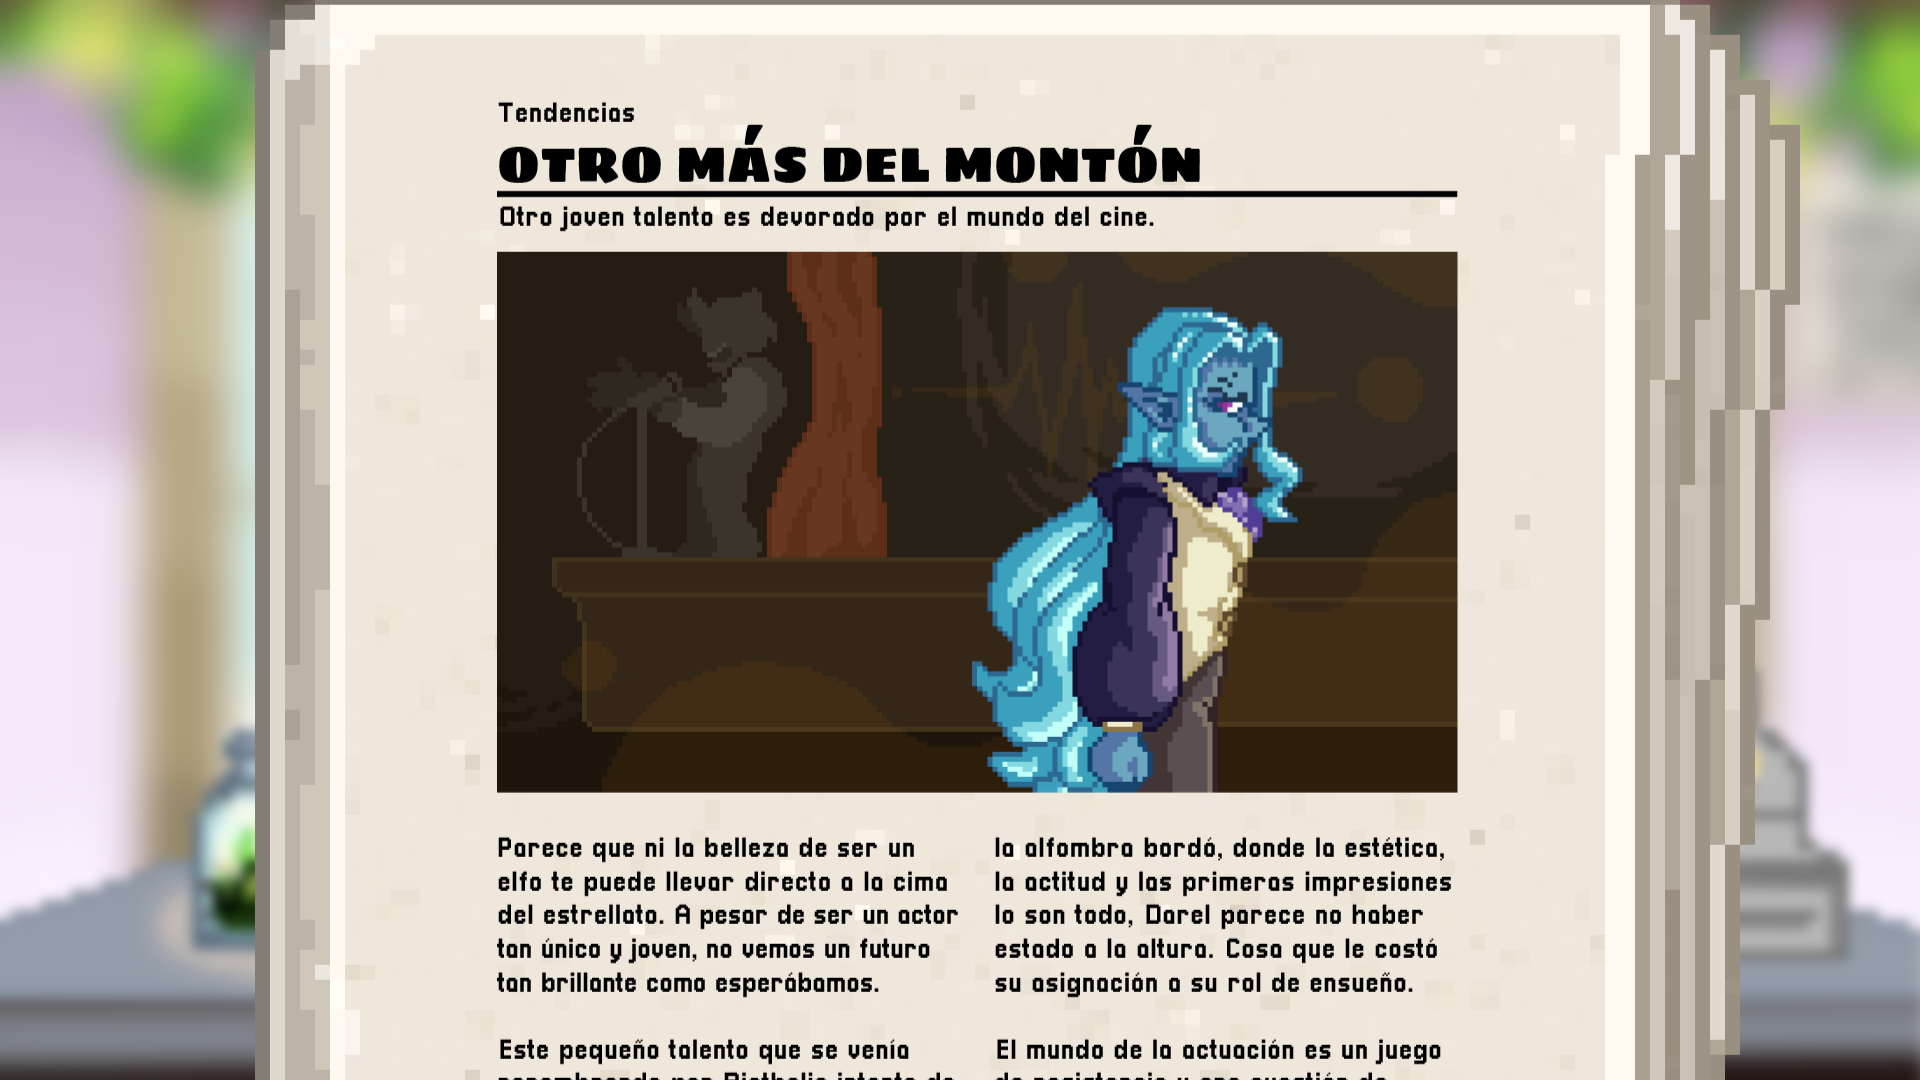 Tendencias
OTRO MÁS DEL MONTÓN
Otro joven talento es devorado por el mundo del cine.
Parece que ni la belleza de ser un
elfo te puede llevar directo a la cima
del estrellato. A pesar de ser un actor
tan único y joven, no vemos un futuro
tan brillante como esperábamos.
Este pequeño talento que se venía
la alfombra bordó, donde la estética,
la actitud y las primeras impresiones
lo son todo, Darel parece no haber
estado a la altura. Cosa que le costó
su asignación a su rol de ensueño.
El mundo de la actuación es un juego